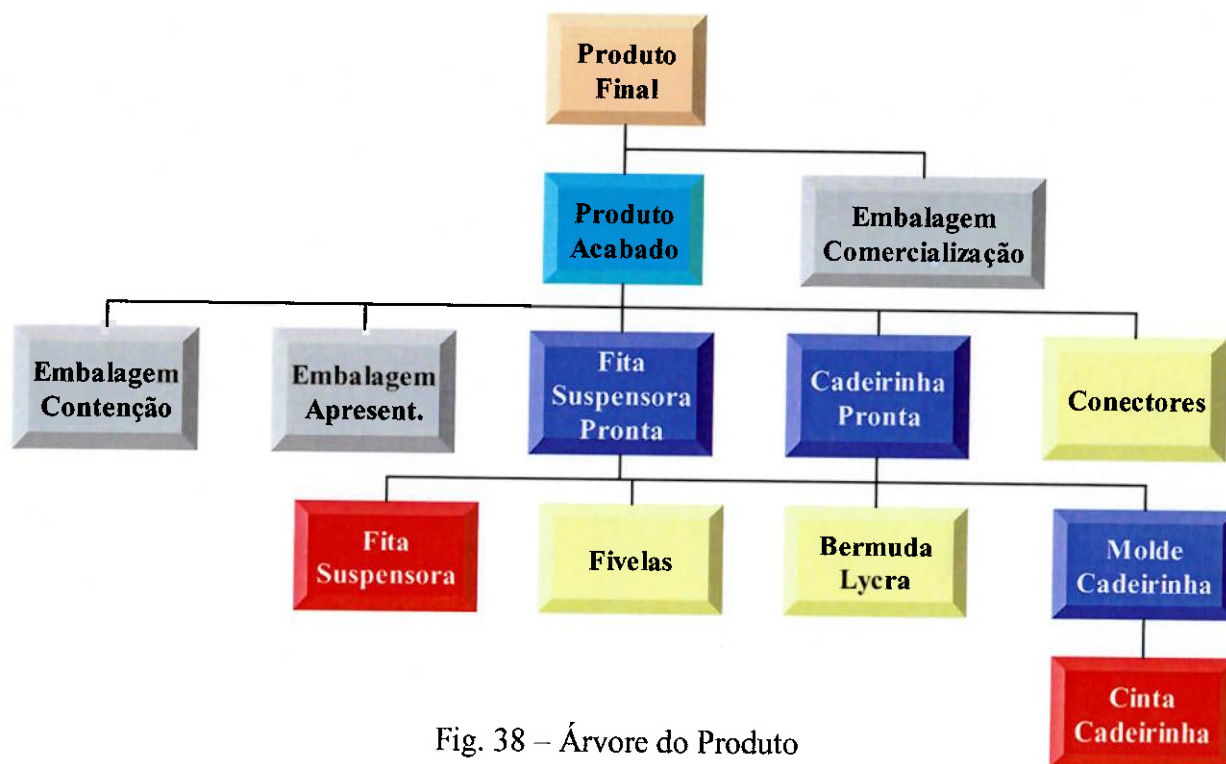 Produto
Final
Produto
Acabado
Embalagem
Comercialização
Embalagem
Contenção
Embalagem
Apresent.
Fita
Suspensora
Pronta
Cadeirinha
Pronta
Conectores
Fita
Suspensora
Fivelas
Bermuda
Lycra
Molde
Cadeirinha
Cinta
Cadeirinha
Fig. 38 – Árvore do Produto